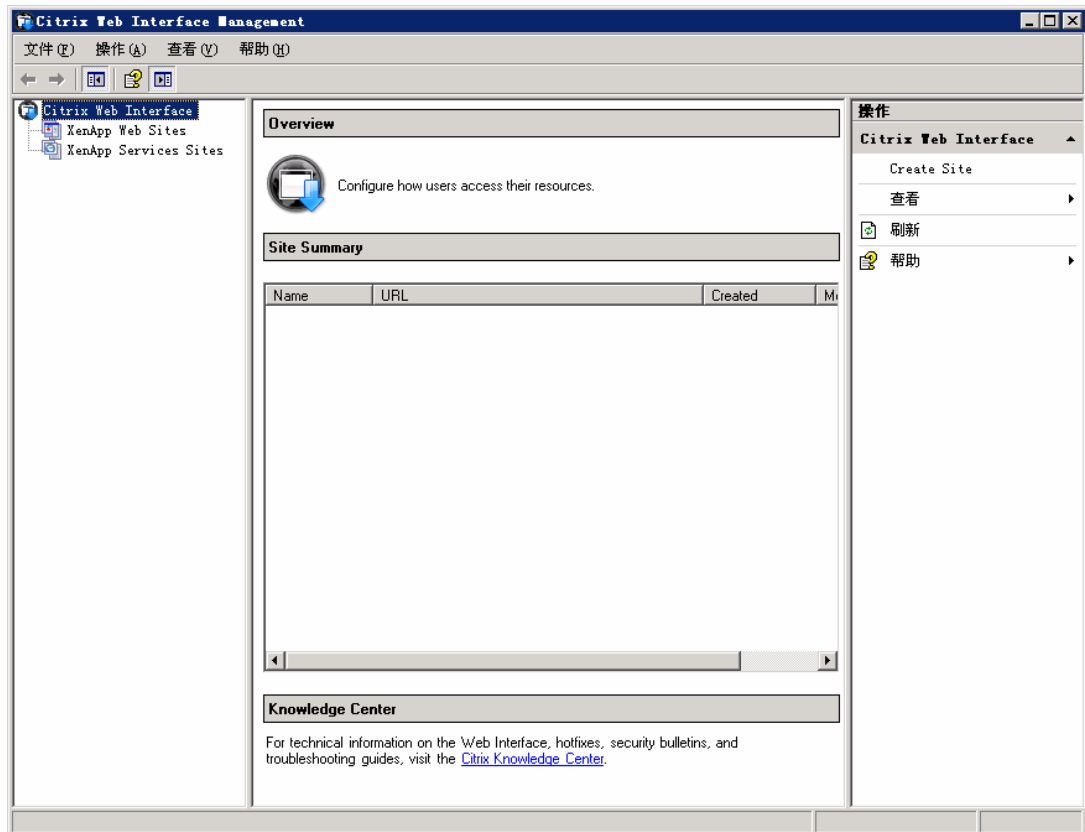 Citrix Web Interface Management
文件(F) 操作(A) 查看(V) 帮助(H)
Citrix Web Interface
XenApp Web Sites
XenApp Services Sites
Overview
Configure how users access their resources.
Site Summary
Name URL Created
Knowledge Center
For technical information on the Web Interface, hotfixes, security bulletins, and
troubleshooting guides, visit the Citrix Knowledge Center.
操作
Citrix Web Interface
Create Site
查看
刷新
帮助